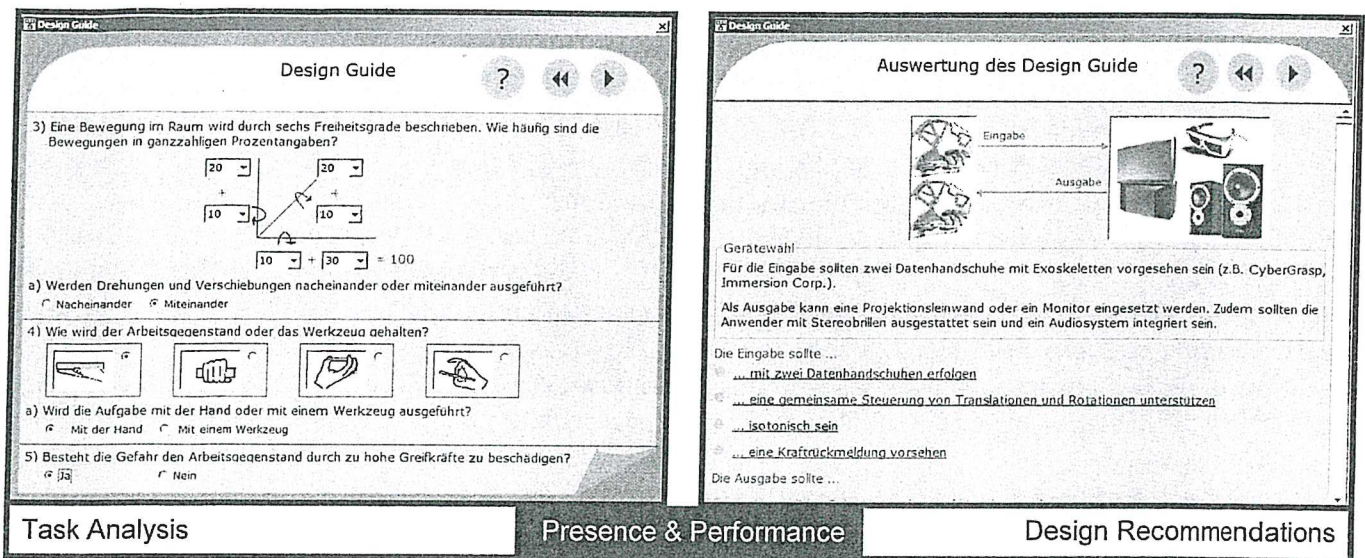 Design Guide
Design Guide
? 
3) Eine Bewegung im Raum wird durch sechs Freiheitsgrade beschrieben. Wie häufig sind die
Bewegungen in ganzzahligen Prozentangaben?
20 20
+ +
10 10
10 + 30 = 100
a) Werden Drehungen und Verschiebungen nacheinander oder miteinander ausgeführt?
Nacheinander Miteinander
4) Wie wird der Arbeitsgegenstand oder das Werkzeug gehalten?
a) Wird die Aufgabe mit der Hand oder mit einem Werkzeug ausgeführt?
Mit der Hand Mit einem Werkzeug
5) Besteht die Gefahr den Arbeitsgegenstand durch zu hohe Greifkräfte zu beschädigen?
Ja Nein
Design Guide
Auswertung des Design Guide
?
Eingabe
Ausgabe
Gerätewahl
Für die Eingabe sollten zwei Datenhandschuhe mit Exoskeletten vorgesehen sein (z.B. CyberGrasp,
Immersion Corp.).
Als Ausgabe kann eine Projektionsleinwand oder ein Monitor eingesetzt werden. Zudem sollten die
Anwender mit Stereobrillen ausgestattet sein und ein Audiosystem integriert sein.
Die Eingabe sollte ...
... mit zwei Datenhandschuhen erfolgen
... eine gemeinsame Steuerung von Translationen und Rotationen unterstützen
... isotonisch sein
... eine Kraftrückmeldung vorsehen
Die Ausgabe sollte ...
Task Analysis
Presence & Performance
Design Recommendations